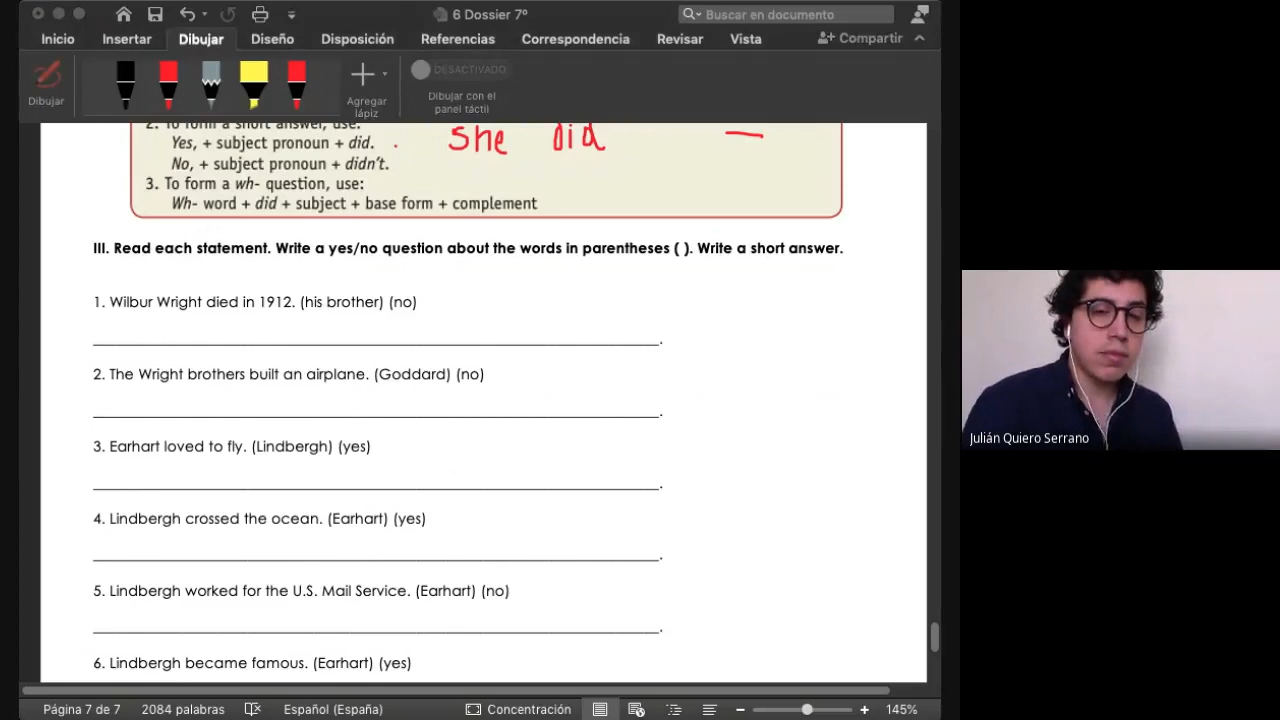 6 Dossier 7º
Buscar en documento
Inicio Insertar Dibujar Diseño Disposición Referencias Correspondencia Revisar Vista Compartir
Dibujar
Agregar lápiz
DESACTIVADO
Dibujar con el panel táctil
2. To form a short answer, use:
Yes, + subject pronoun + did.
She did
No, + subject pronoun + didn't.
3. To form a wh- question, use:
Wh- word + did + subject + base form + complement
III. Read each statement. Write a yes/no question about the words in parentheses ( ). Write a short answer.
1. Wilbur Wright died in 1912. (his brother) (no)
2. The Wright brothers built an airplane. (Goddard) (no)
3. Earhart loved to fly. (Lindbergh) (yes)
4. Lindbergh crossed the ocean. (Earhart) (yes)
5. Lindbergh worked for the U.S. Mail Service. (Earhart) (no)
6. Lindbergh became famous. (Earhart) (yes)
Julián Quiero Serrano
Página 7 de 7 2084 palabras Español (España) Concentración 145%